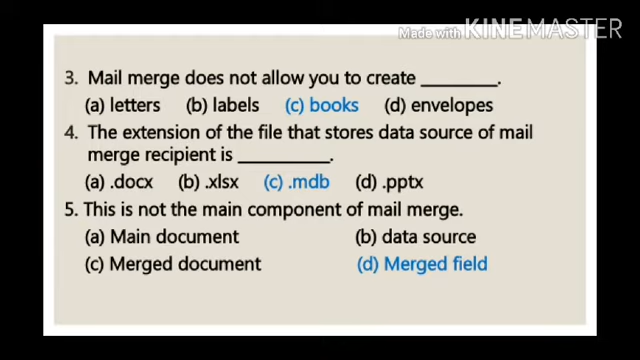 Made with KINEMASTER
3. Mail merge does not allow you to create ________.
(a) letters (b) labels (c) books (d) envelopes
4. The extension of the file that stores data source of mail
merge recipient is __________.
(a) .docx (b) .xlsx (c) .mdb (d) .pptx
5. This is not the main component of mail merge.
(a) Main document (b) data source
(c) Merged document (d) Merged field